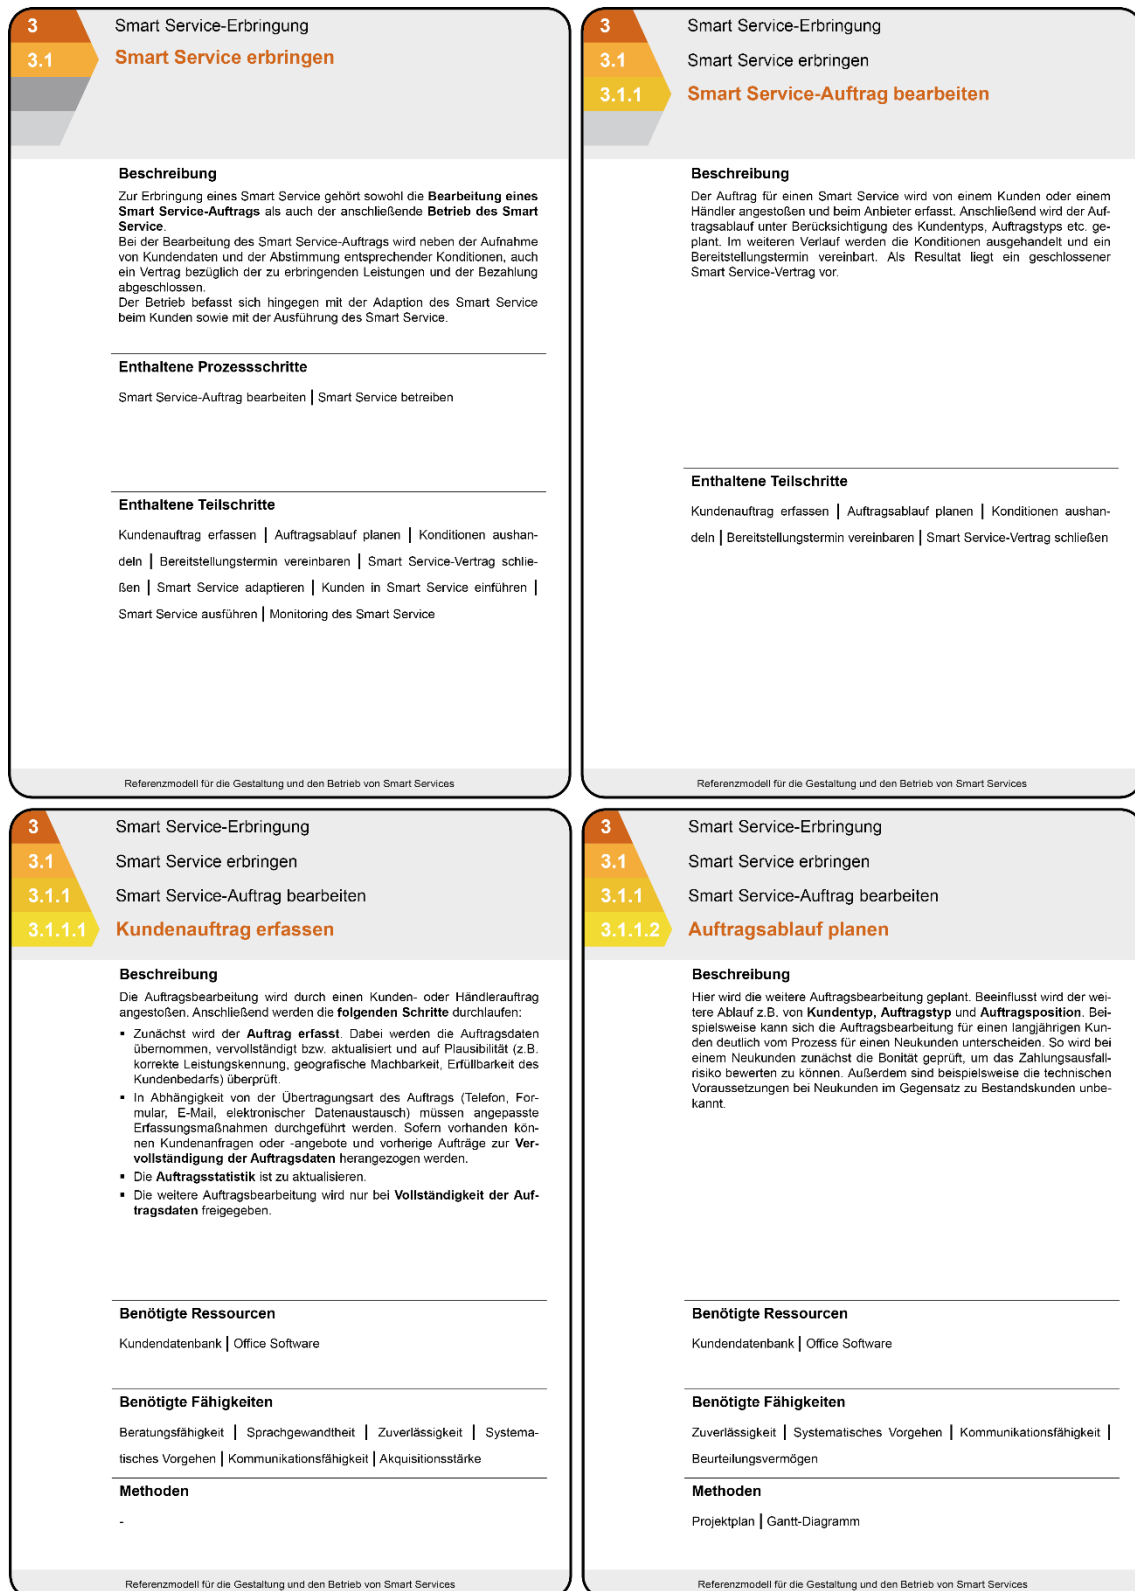 3 Smart Service-Erbringung
3.1 Smart Service erbringen
Beschreibung
Zur Erbringung eines Smart Service gehört sowohl die Bearbeitung eines
Smart Service-Auftrags als auch der anschließende Betrieb des Smart
Service.
Bei der Bearbeitung des Smart Service-Auftrags wird neben der Aufnahme
von Kundendaten und der Abstimmung entsprechender Konditionen, auch
ein Vertrag bezüglich der zu erbringenden Leistungen und der Bezahlung
abgeschlossen.
Der Betrieb befasst sich hingegen mit der Adaption des Smart Service
beim Kunden sowie mit der Ausführung des Smart Service.
Enthaltene Prozessschritte
Smart Service-Auftrag bearbeiten | Smart Service betreiben
Enthaltene Teilschritte
Kundenauftrag erfassen | Auftragsablauf planen | Konditionen aushan-
deln | Bereitstellungstermin vereinbaren | Smart Service-Vertrag schlie-
ßen | Smart Service adaptieren | Kunden in Smart Service einführen |
Smart Service ausführen | Monitoring des Smart Service
Referenzmodell für die Gestaltung und den Betrieb von Smart Services
3 Smart Service-Erbringung
3.1 Smart Service erbringen
3.1.1 Smart Service-Auftrag bearbeiten
Beschreibung
Der Auftrag für einen Smart Service wird von einem Kunden oder einem
Händler angestoßen und beim Anbieter erfasst. Anschließend wird der Auf-
tragsablauf unter Berücksichtigung des Kundentyps, Auftragstyps etc. ge-
plant. Im weiteren Verlauf werden die Konditionen ausgehandelt und ein
Bereitstellungstermin vereinbart. Als Resultat liegt ein geschlossener
Smart Service-Vertrag vor.
Enthaltene Teilschritte
Kundenauftrag erfassen | Auftragsablauf planen | Konditionen aushan-
deln | Bereitstellungstermin vereinbaren | Smart Service-Vertrag schließen
Referenzmodell für die Gestaltung und den Betrieb von Smart Services
3 Smart Service-Erbringung
3.1 Smart Service erbringen
3.1.1 Smart Service-Auftrag bearbeiten
3.1.1.1 Kundenauftrag erfassen
Beschreibung
Die Auftragsbearbeitung wird durch einen Kunden- oder Händlerauftrag
angestoßen. Anschließend werden die folgenden Schritte durchlaufen:
▪ Zunächst wird der Auftrag erfasst. Dabei werden die Auftragsdaten
übernommen, vervollständigt bzw. aktualisiert und auf Plausibilität (z.B.
korrekte Leistungskennung, geografische Machbarkeit, Erfüllbarkeit des
Kundenbedarfs) überprüft.
▪ In Abhängigkeit von der Übertragungsart des Auftrags (Telefon, For-
mular, E-Mail, elektronischer Datenaustausch) müssen angepasste
Erfassungsmaßnahmen durchgeführt werden. Sofern vorhanden kön-
nen Kundenanfragen oder -angebote und vorherige Aufträge zur Ver-
vollständigung der Auftragsdaten herangezogen werden.
▪ Die Auftragsstatistik ist zu aktualisieren.
▪ Die weitere Auftragsbearbeitung wird nur bei Vollständigkeit der Auf-
tragsdaten freigegeben.
Benötigte Ressourcen
Kundendatenbank | Office Software
Benötigte Fähigkeiten
Beratungsfähigkeit | Sprachgewandtheit | Zuverlässigkeit | Systema-
tisches Vorgehen | Kommunikationsfähigkeit | Akquisitionsstärke
Methoden
-
Referenzmodell für die Gestaltung und den Betrieb von Smart Services
3 Smart Service-Erbringung
3.1 Smart Service erbringen
3.1.1 Smart Service-Auftrag bearbeiten
3.1.1.2 Auftragsablauf planen
Beschreibung
Hier wird die weitere Auftragsbearbeitung geplant. Beeinflusst wird der wei-
tere Ablauf z.B. von Kundentyp, Auftragstyp und Auftragsposition. Bei-
spielsweise kann sich die Auftragsbearbeitung für einen langjährigen Kun-
den deutlich vom Prozess für einen Neukunden unterscheiden. So wird bei
einem Neukunden zunächst die Bonität geprüft, um das Zahlungsausfall-
risiko bewerten zu können. Außerdem sind beispielsweise die technischen
Voraussetzungen bei Neukunden im Gegensatz zu Bestandskunden unbe-
kannt.
Benötigte Ressourcen
Kundendatenbank | Office Software
Benötigte Fähigkeiten
Zuverlässigkeit | Systematisches Vorgehen | Kommunikationsfähigkeit |
Beurteilungsvermögen
Methoden
Projektplan | Gantt-Diagramm
Referenzmodell für die Gestaltung und den Betrieb von Smart Services